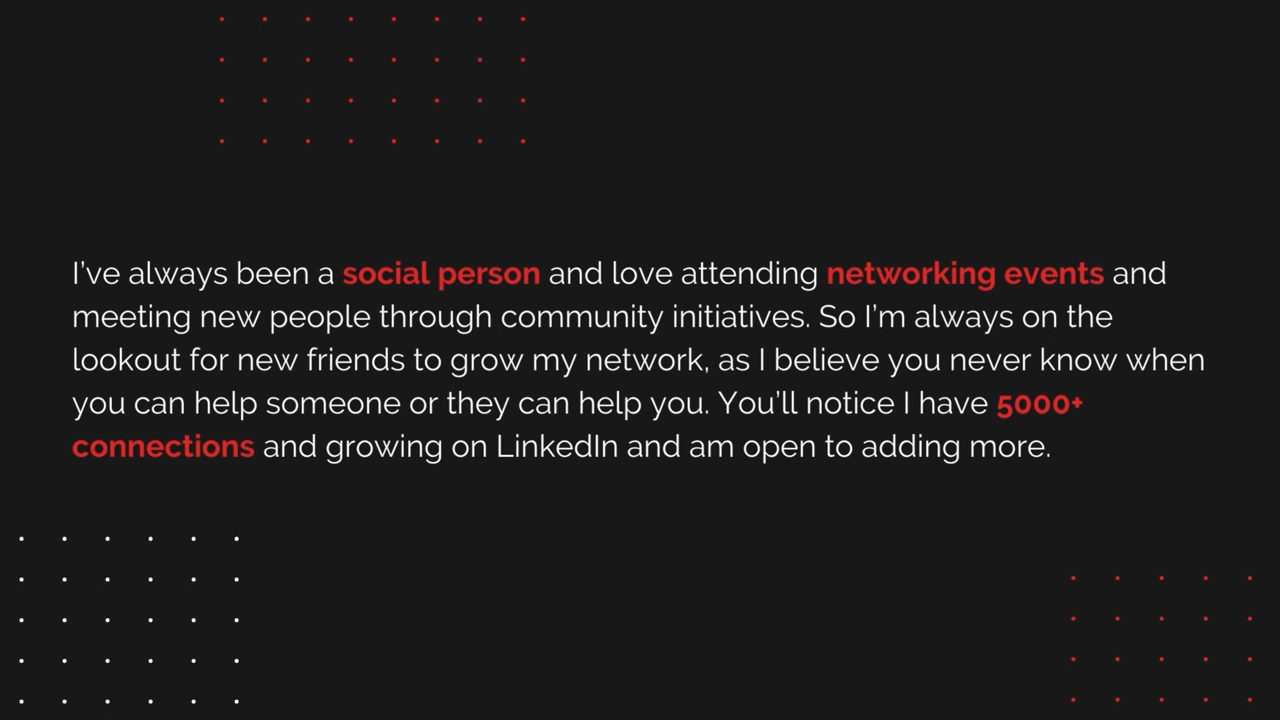 I’ve always been a social person and love attending networking events and
meeting new people through community initiatives. So I’m always on the
lookout for new friends to grow my network, as I believe you never know when
you can help someone or they can help you. You’ll notice I have 5000+
connections and growing on LinkedIn and am open to adding more.